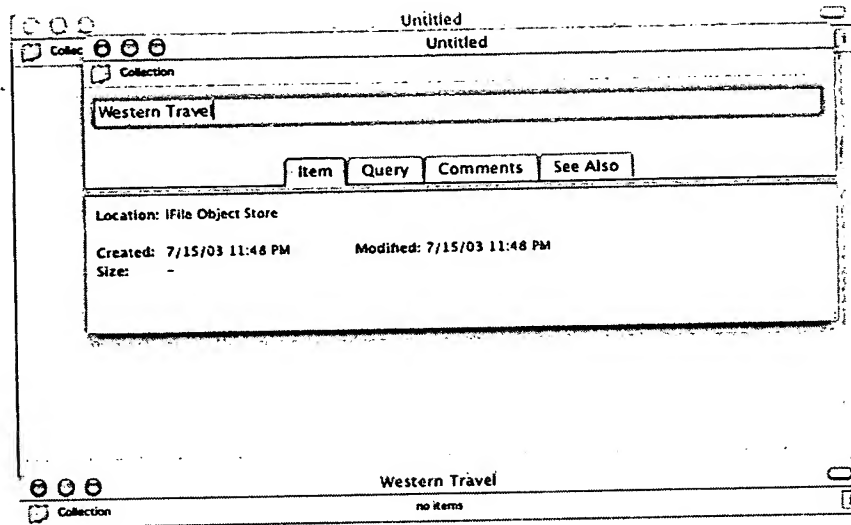 Untitled
Collec
Untitled
Collection
Western Travel
Item Query Comments See Also
Location: IFile Object Store
Created: 7/15/03 11:48 PM Modified: 7/15/03 11:48 PM
Size: –
Western Travel
Collection no items